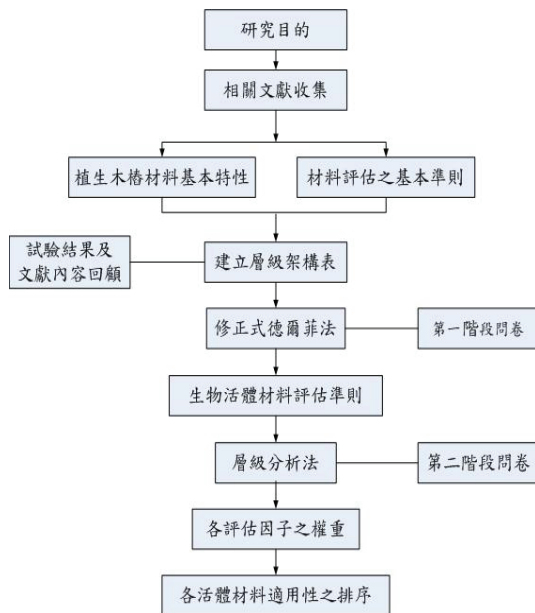 研究目的
相關文獻收集
植生木樁材料基本特性
材料評估之基本準則
試驗結果及
文獻內容回顧
建立層級架構表
修正式德爾菲法
第一階段問卷
生物活體材料評估準則
層級分析法
第二階段問卷
各評估因子之權重
各活體材料適用性之排序